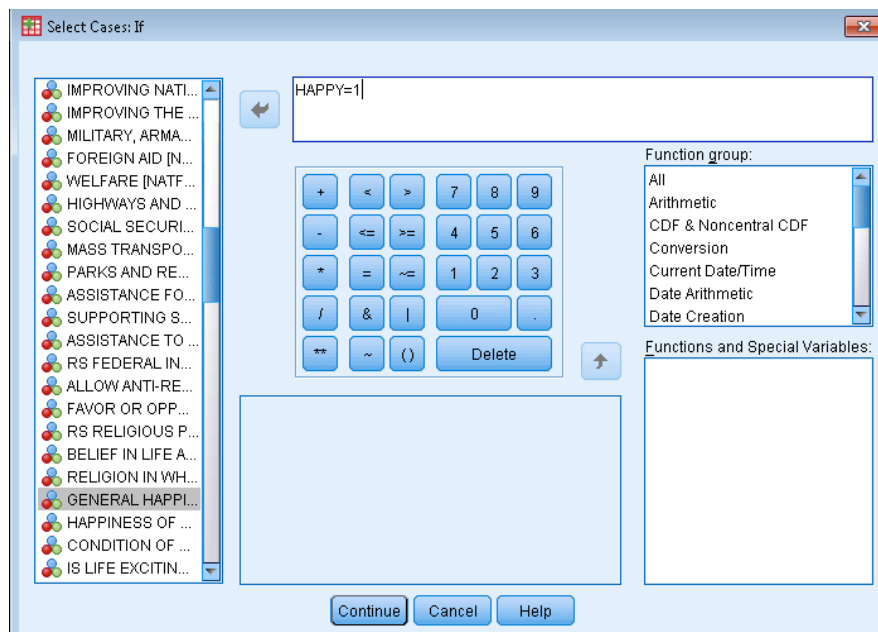 Select Cases: If
IMPROVING NATI...
IMPROVING THE ...
MILITARY, ARMA...
FOREIGN AID [N...
WELFARE [NATF...
HIGHWAYS AND ...
SOCIAL SECURI...
MASS TRANSPO...
PARKS AND RE...
ASSISTANCE FO...
SUPPORTING S...
ASSISTANCE TO ...
RS FEDERAL IN...
ALLOW ANTI-RE...
FAVOR OR OPP...
RS RELIGIOUS P...
BELIEF IN LIFE A...
RELIGION IN WH...
GENERAL HAPPI...
HAPPINESS OF ...
CONDITION OF ...
IS LIFE EXCITIN...
HAPPY=1
+ < > 7 8 9
- <= >= 4 5 6
* = ~= 1 2 3
/ & | 0 .
** ~ () Delete
Function group:
All
Arithmetic
CDF & Noncentral CDF
Conversion
Current Date/Time
Date Arithmetic
Date Creation
Functions and Special Variables:
Continue Cancel Help